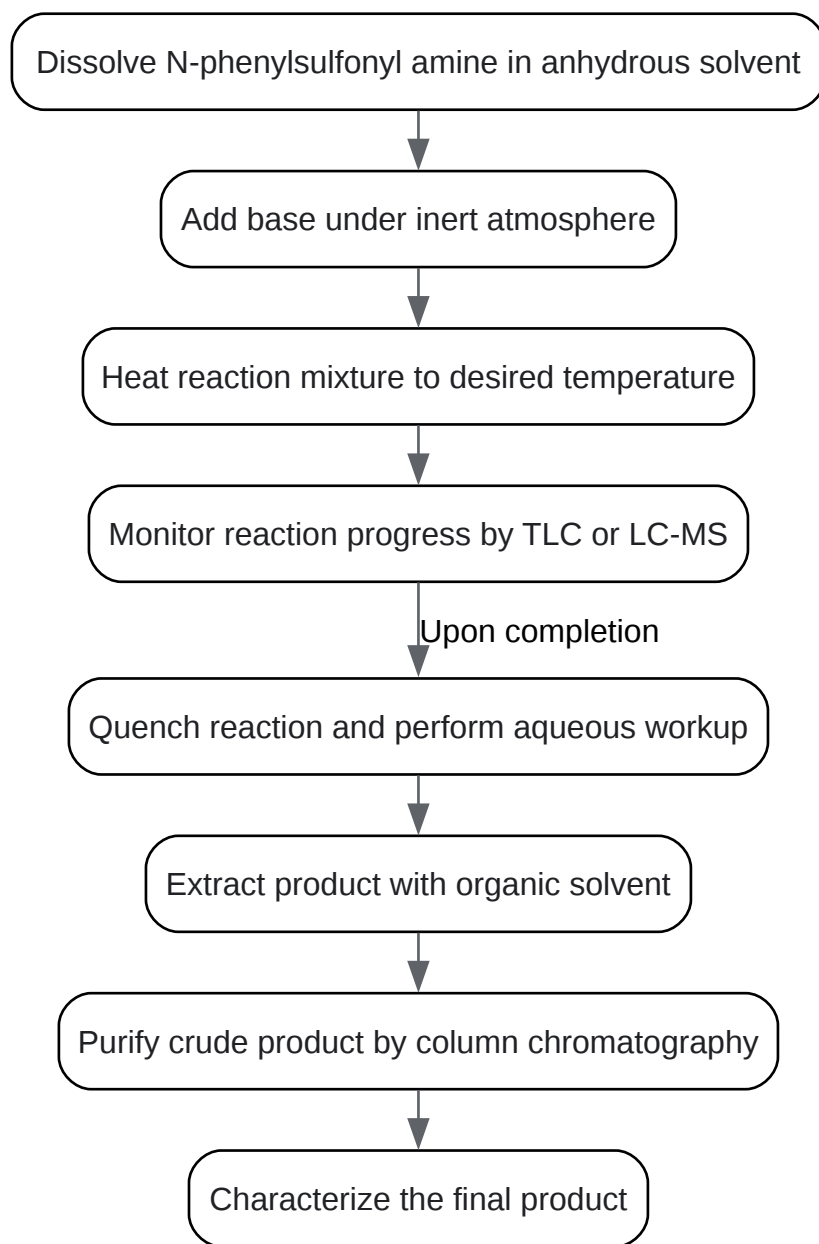 Dissolve N-phenylsulfonyl amine in anhydrous solvent
Add base under inert atmosphere
Heat reaction mixture to desired temperature
Monitor reaction progress by TLC or LC-MS
Upon completion
Quench reaction and perform aqueous workup
Extract product with organic solvent
Purify crude product by column chromatography
Characterize the final product